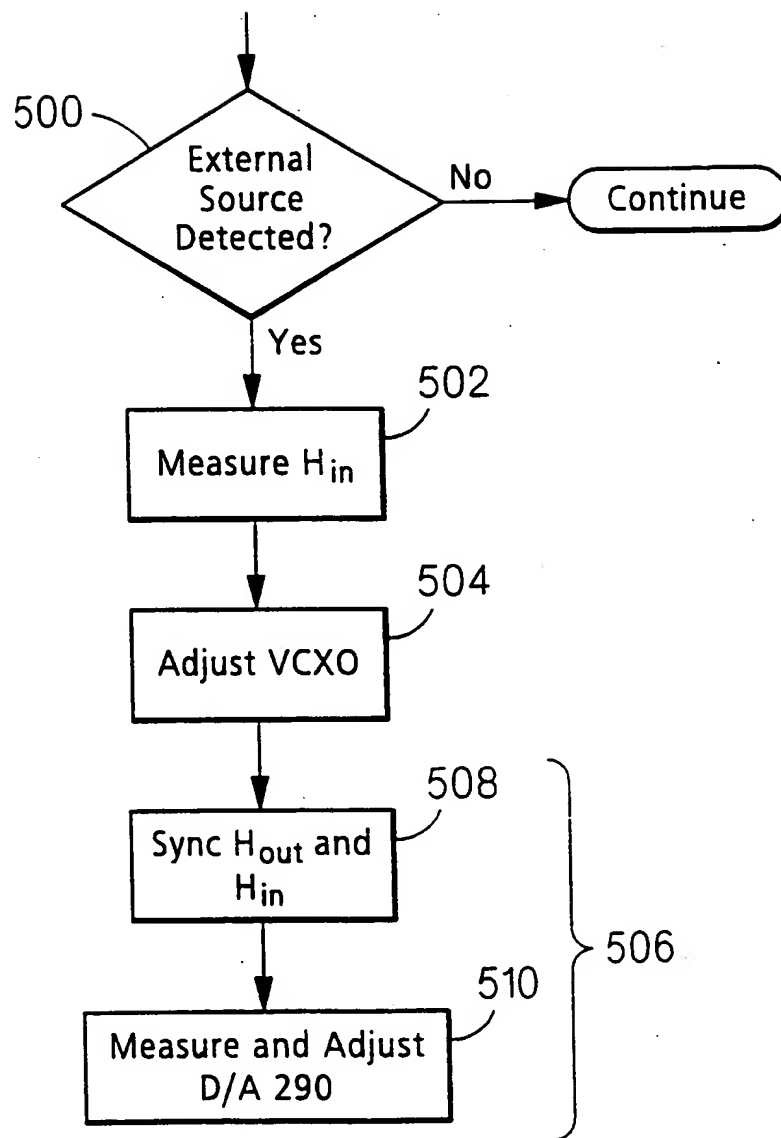 500
External
Source
Detected?
No
Continue
Yes
502
Measure H_in
504
Adjust VCXO
508
Sync H_out and
H_in
506
510
Measure and Adjust
D/A 290